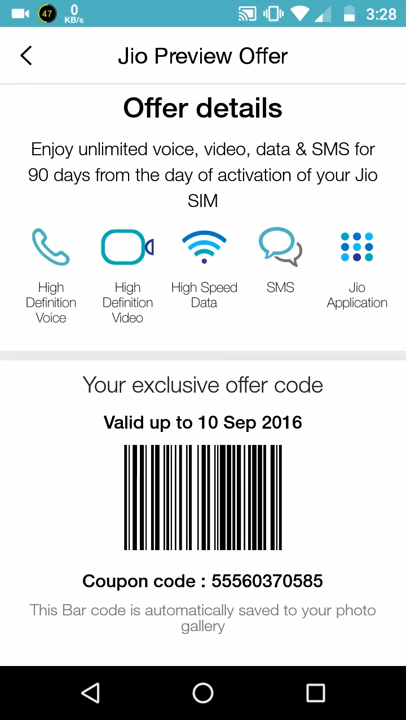 47 0 KB/s 3:28
Jio Preview Offer
Offer details
Enjoy unlimited voice, video, data & SMS for
90 days from the day of activation of your Jio
SIM
High Definition Voice
High Definition Video
High Speed Data
SMS
Jio Application
Your exclusive offer code
Valid up to 10 Sep 2016
Coupon code : 55560370585
This Bar code is automatically saved to your photo
gallery